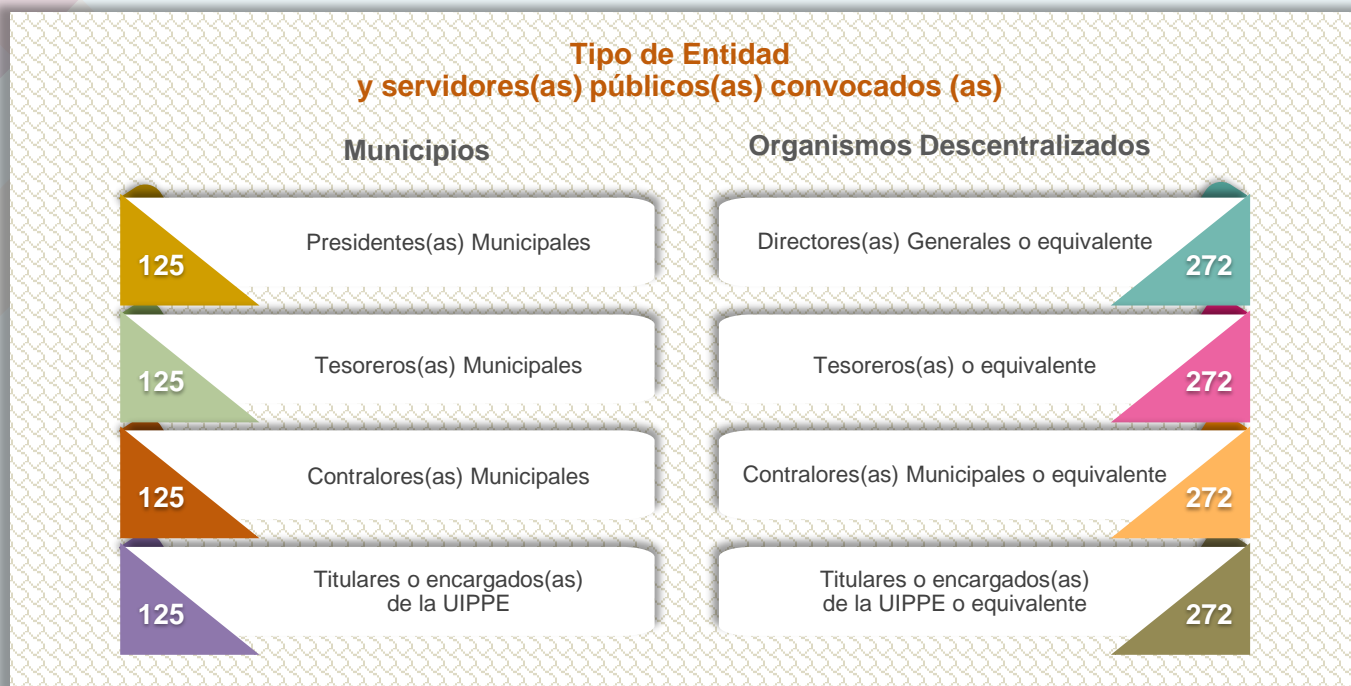 Tipo de Entidad
y servidores(as) públicos(as) convocados (as)
Municipios
125
Presidentes(as) Municipales
125
Tesoreros(as) Municipales
125
Contralores(as) Municipales
125
Titulares o encargados(as)
de la UIPPE
Organismos Descentralizados
Directores(as) Generales o equivalente
272
Tesoreros(as) o equivalente
272
Contralores(as) Municipales o equivalente
272
Titulares o encargados(as)
de la UIPPE o equivalente
272